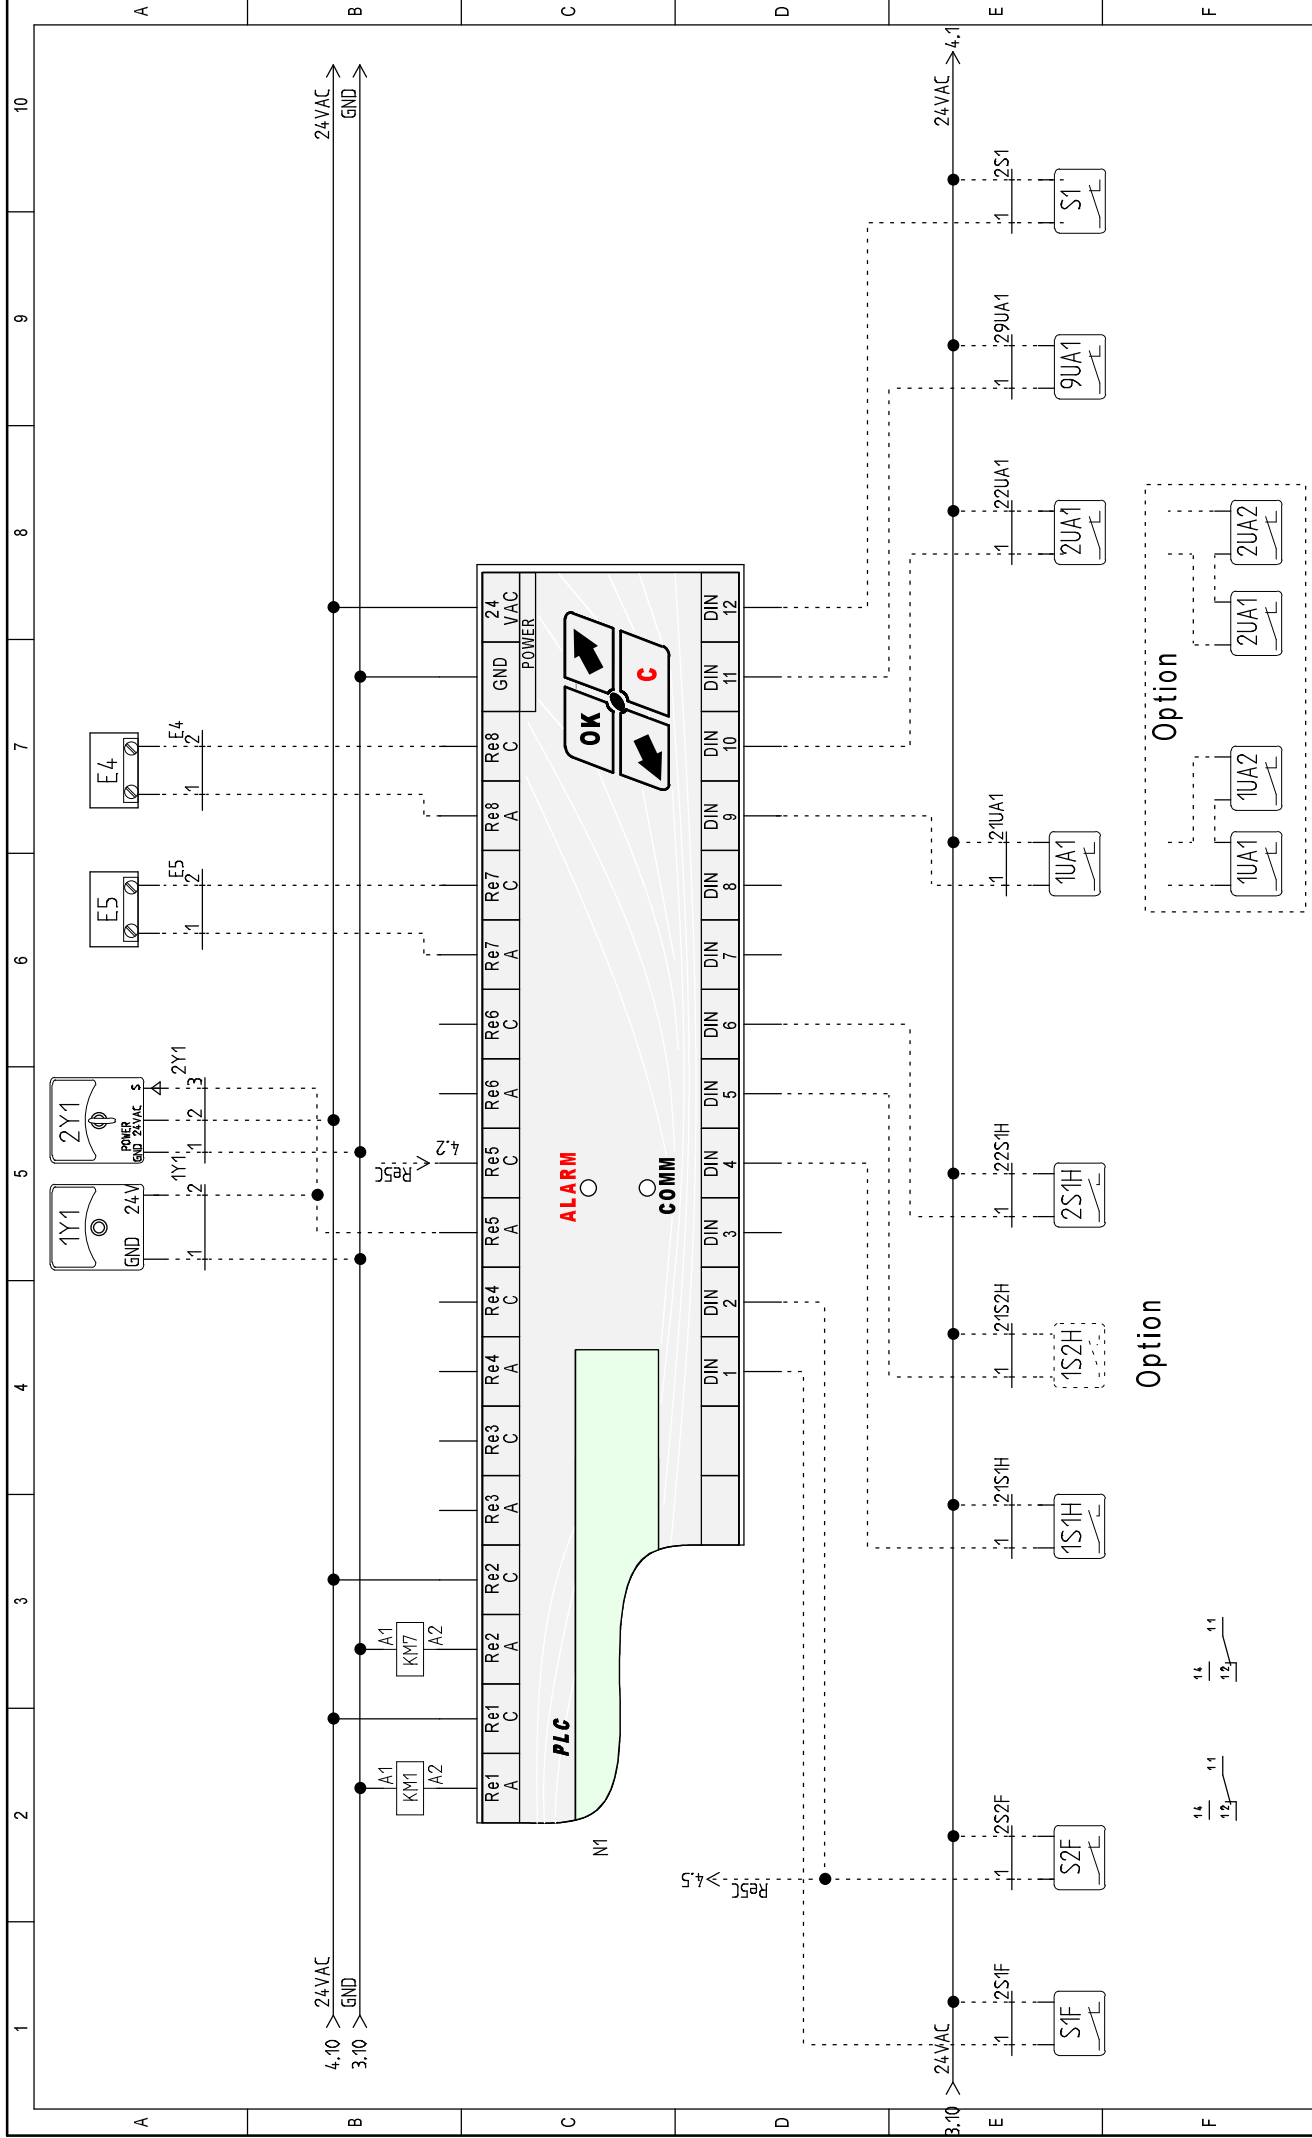 1 2 3 4 5 6 7 8 9 10
A
1Y1
GND 24V
1 2 1Y1
2Y1
POWER
GND 24VAC S
1 2 3 2Y1
E5
1 2 E5
E4
1 2 E4
A
B
4.10 24VAC
3.10 GND
24VAC
GND
B
A1
KM1
A2
A1
KM7
A2
Re5C
4.2
C
Re1 A
Re1 C
Re2 A
Re2 C
Re3 A
Re3 C
Re4 A
Re4 C
Re5 A
Re5 C
Re6 A
Re6 C
Re7 A
Re7 C
Re8 A
Re8 C
GND
24 VAC
POWER
PLC
N1
ALARM
COMM
OK
C
C
DIN 1
DIN 2
DIN 3
DIN 4
DIN 5
DIN 6
DIN 7
DIN 8
DIN 9
DIN 10
DIN 11
DIN 12
D
4.5
Re5C
D
3.10 24VAC
24VAC 4.1
E
1 2S1F
S1F
1 2S2F
S2F
1 21S1H
1S1H
1 21S2H
1S2H
Option
1 22S1H
2S1H
1 21UA1
1UA1
1 22UA1
2UA1
1 29UA1
9UA1
1 2S1
S1
E
F
14
12
11
14
12
11
Option
1UA1
1UA2
2UA1
2UA2
F